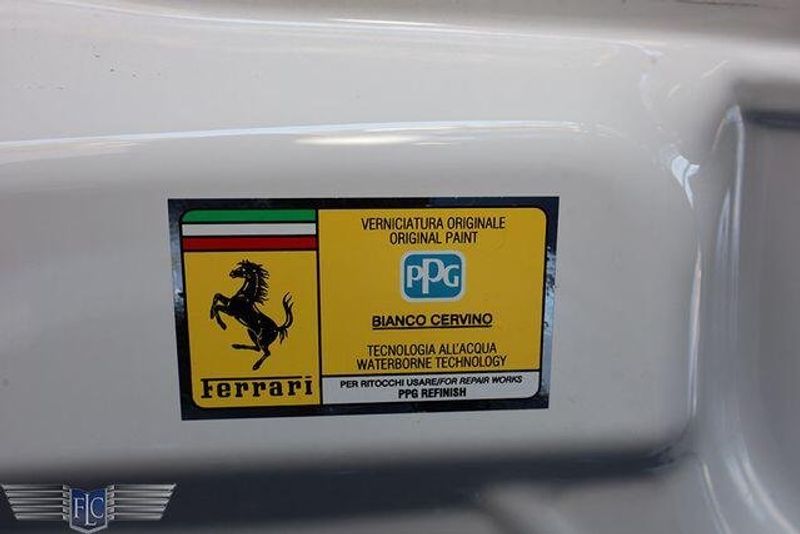 VERNICIATURA ORIGINALE
ORIGINAL PAINT
PPG
BIANCO CERVINO
TECNOLOGIA ALL'ACQUA
WATERBORNE TECHNOLOGY
PER RITOCCHI USARE/FOR REPAIR WORKS
PPG REFINISH
Ferrari
FLC